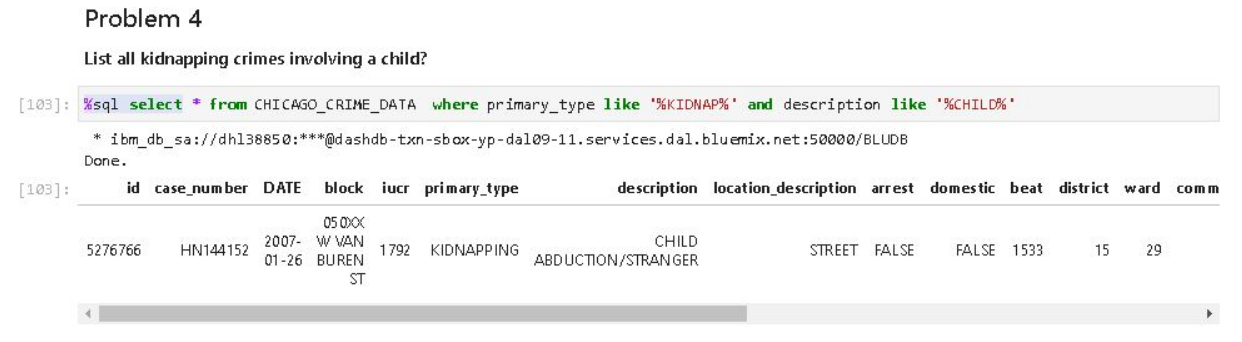 Problem 4
List all kidnapping crimes involving a child?
[103]: %sql select * from CHICAGO_CRIME_DATA where primary_type like '%KIDNAP%' and description like '%CHILD%'
* ibm_db_sa://dhl38850:***@dashdb-txn-sbox-yp-dal09-11.services.dal.bluemix.net:50000/BLUDB
Done.
[103]: id case_number DATE block iucr primary_type description location_description arrest domestic beat district ward comm
5276766 HN144152 2007-01-26 050XX W VAN BUREN ST 1792 KIDNAPPING CHILD ABDUCTION/STRANGER STREET FALSE FALSE 1533 15 29